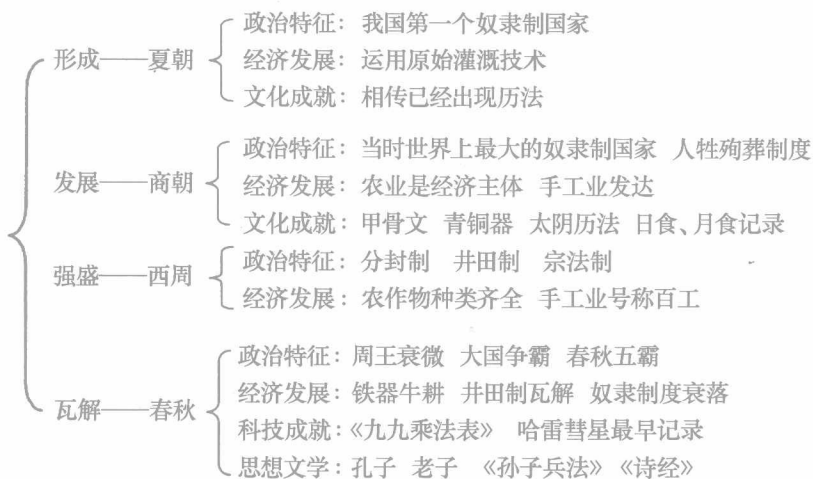 形成——夏朝
政治特征：我国第一个奴隶制国家
经济发展：运用原始灌溉技术
文化成就：相传已经出现历法
发展——商朝
政治特征：当时世界上最大的奴隶制国家 人牲殉葬制度
经济发展：农业是经济主体 手工业发达
文化成就：甲骨文 青铜器 太阴历法 日食、月食记录
强盛——西周
政治特征：分封制 井田制 宗法制
经济发展：农作物种类齐全 手工业号称百工
瓦解——春秋
政治特征：周王衰微 大国争霸 春秋五霸
经济发展：铁器牛耕 井田制瓦解 奴隶制度衰落
科技成就：《九九乘法表》 哈雷彗星最早记录
思想文学：孔子 老子 《孙子兵法》《诗经》